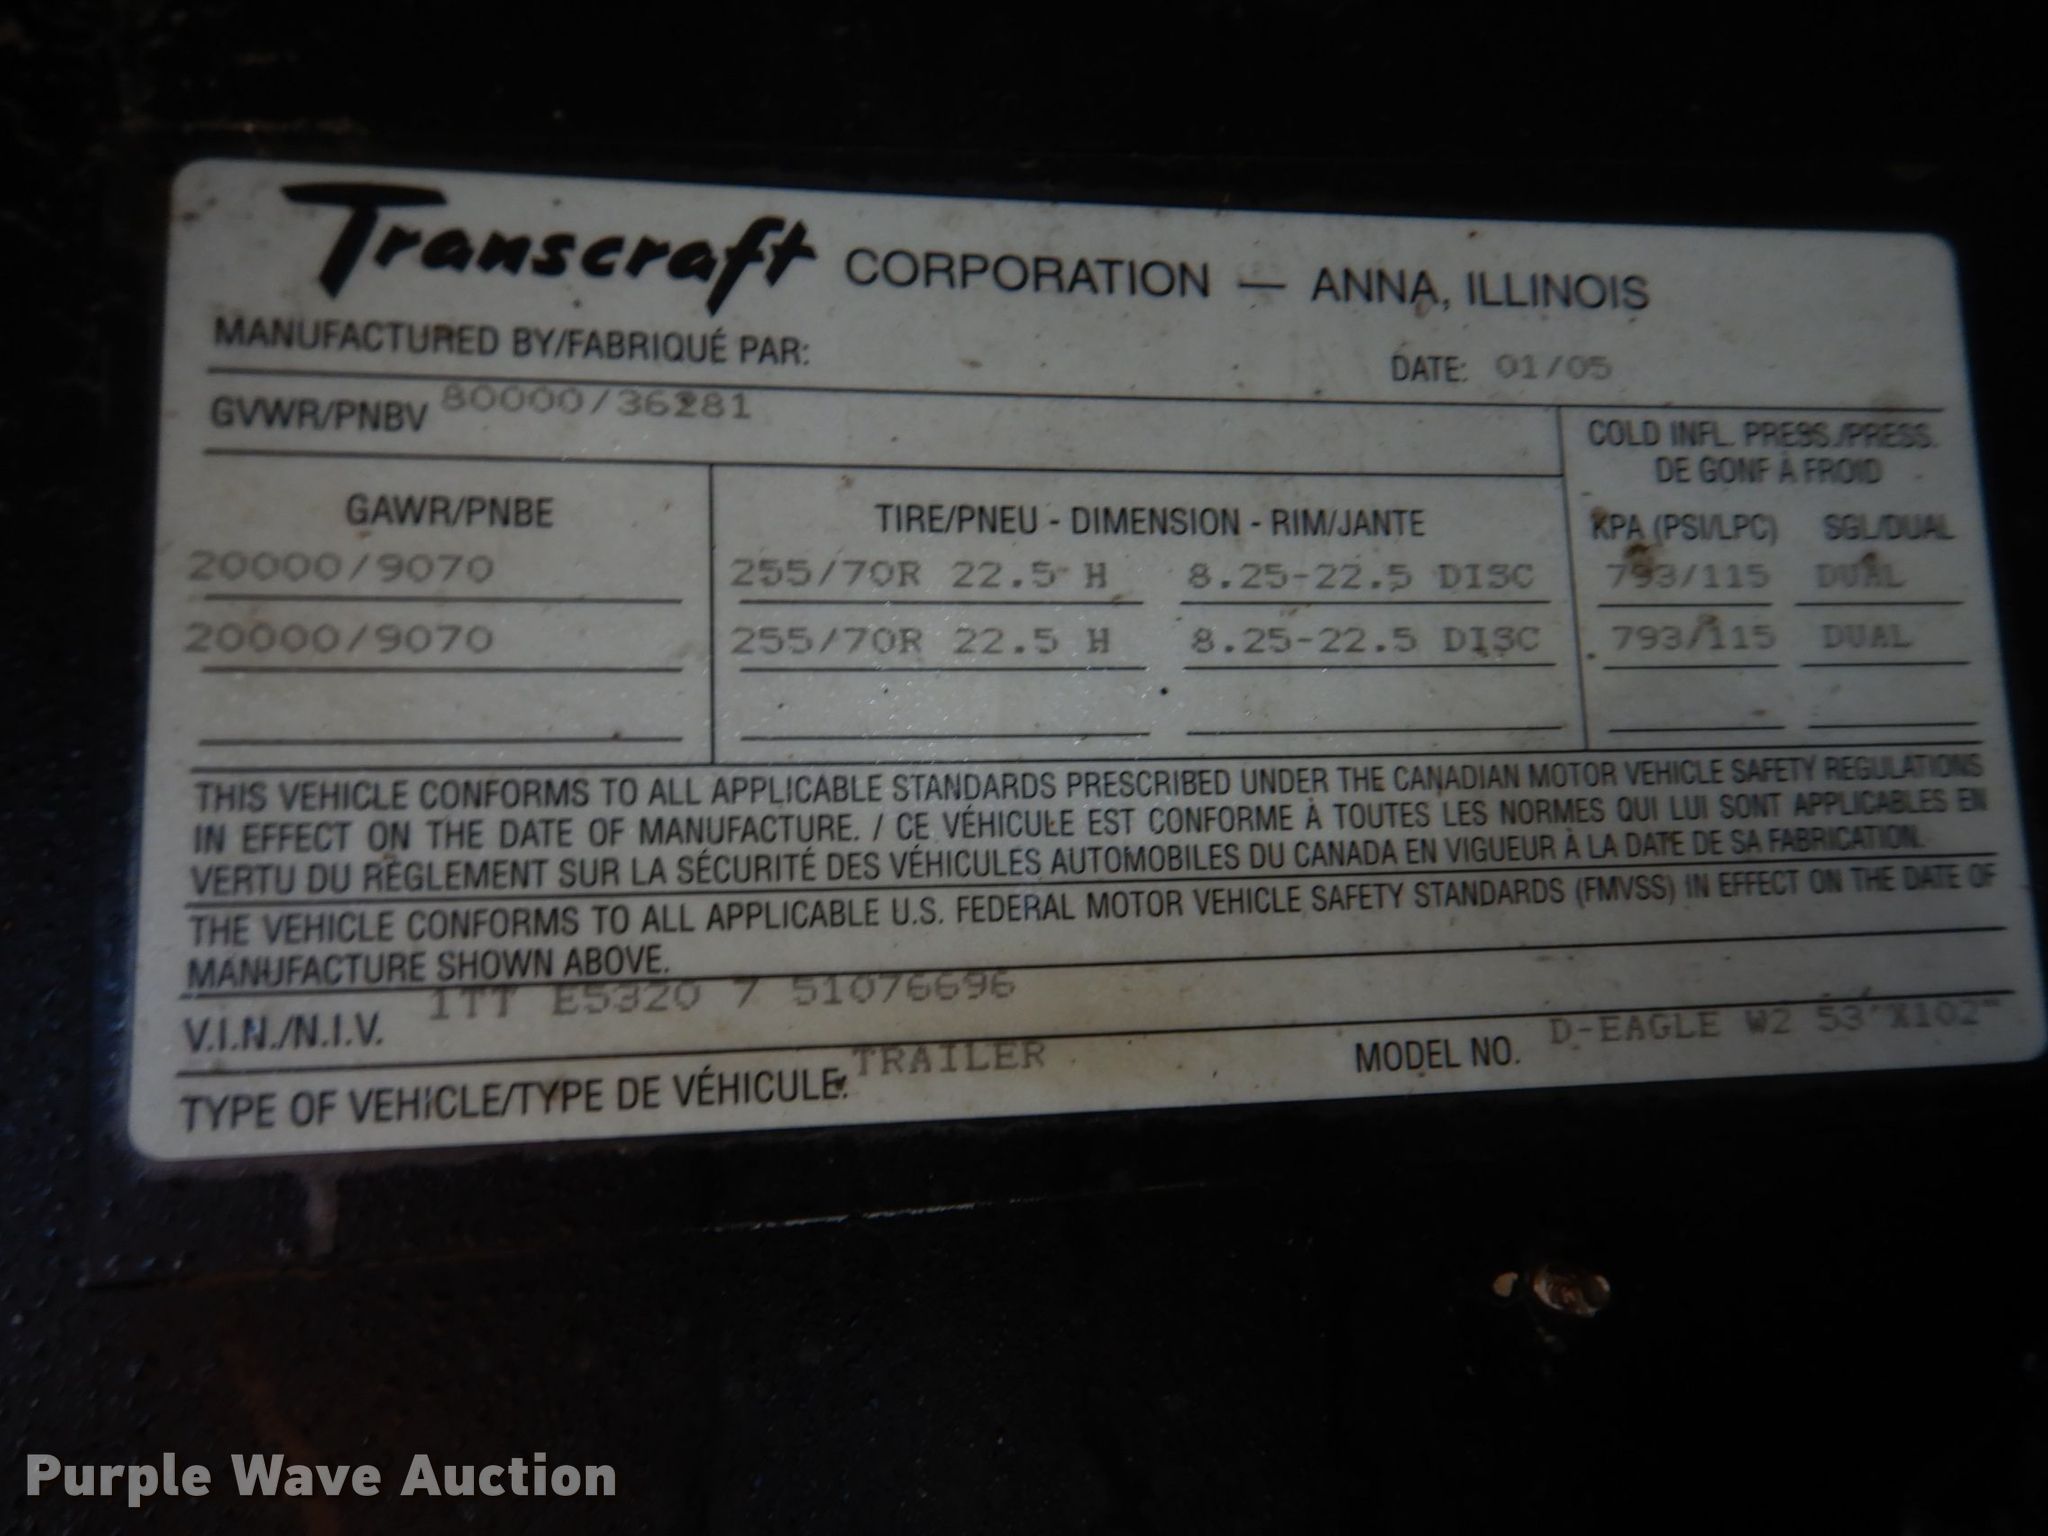 Transcraft CORPORATION — ANNA, ILLINOIS
MANUFACTURED BY/FABRIQUÉ PAR: DATE: 01/05
GVWR/PNBV 80000/36281
COLD INFL. PRESS./PRESS.
DE GONF À FROID
GAWR/PNBE TIRE/PNEU - DIMENSION - RIM/JANTE KPA (PSI/LPC) SGL/DUAL
20000/9070 255/70R 22.5 H 8.25-22.5 DISC 793/115 DUAL
20000/9070 255/70R 22.5 H 8.25-22.5 DISC 793/115 DUAL
THIS VEHICLE CONFORMS TO ALL APPLICABLE STANDARDS PRESCRIBED UNDER THE CANADIAN MOTOR VEHICLE SAFETY REGULATIONS
IN EFFECT ON THE DATE OF MANUFACTURE. / CE VÉHICULE EST CONFORME À TOUTES LES NORMES QUI LUI SONT APPLICABLES EN
VERTU DU RÈGLEMENT SUR LA SÉCURITÉ DES VÉHICULES AUTOMOBILES DU CANADA EN VIGUEUR À LA DATE DE SA FABRICATION.
THE VEHICLE CONFORMS TO ALL APPLICABLE U.S. FEDERAL MOTOR VEHICLE SAFETY STANDARDS (FMVSS) IN EFFECT ON THE DATE OF
MANUFACTURE SHOWN ABOVE.
V.I.N./N.I.V. 1TT E5320 7 51076696
TYPE OF VEHICLE/TYPE DE VÉHICULE: TRAILER MODEL NO. D-EAGLE W2 53'X102"
Purple Wave Auction